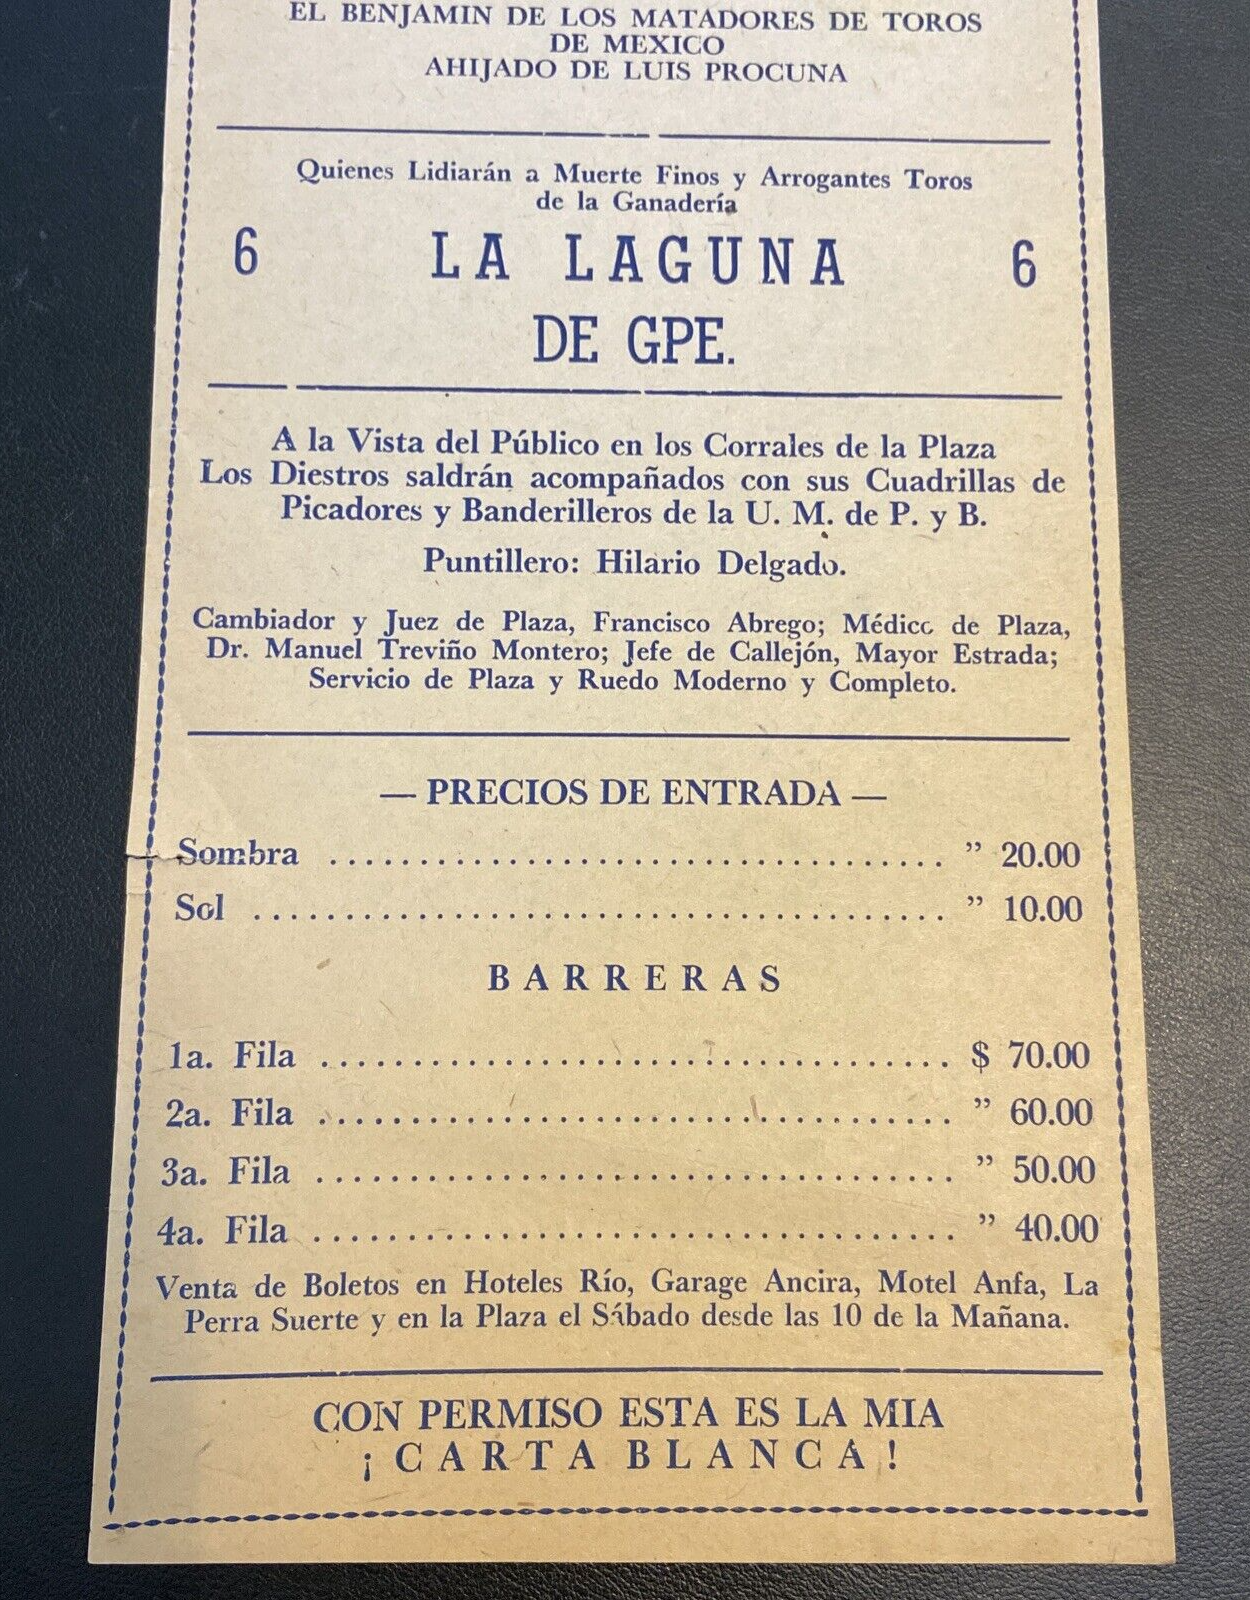 EL BENJAMIN DE LOS MATADORES DE TOROS
DE MEXICO
AHIJADO DE LUIS PROCUNA
Quienes Lidiarán a Muerte Finos y Arrogantes Toros
de la Ganadería
6 LA LAGUNA 6
DE GPE.
A la Vista del Público en los Corrales de la Plaza
Los Diestros saldrán acompañados con sus Cuadrillas de
Picadores y Banderilleros de la U. M. de P. y B.
Puntillero: Hilario Delgado.
Cambiador y Juez de Plaza, Francisco Abrego; Médico de Plaza,
Dr. Manuel Treviño Montero; Jefe de Callejón, Mayor Estrada;
Servicio de Plaza y Ruedo Moderno y Completo.
— PRECIOS DE ENTRADA —
Sombra ................................... ” 20.00
Sol ....................................... ” 10.00
BARRERAS
1a. Fila ................................... $ 70.00
2a. Fila ................................... ” 60.00
3a. Fila ................................... ” 50.00
4a. Fila ................................... ” 40.00
Venta de Boletos en Hoteles Río, Garage Ancira, Motel Anfa, La
Perra Suerte y en la Plaza el Sábado desde las 10 de la Mañana.
CON PERMISO ESTA ES LA MIA
¡CARTA BLANCA!